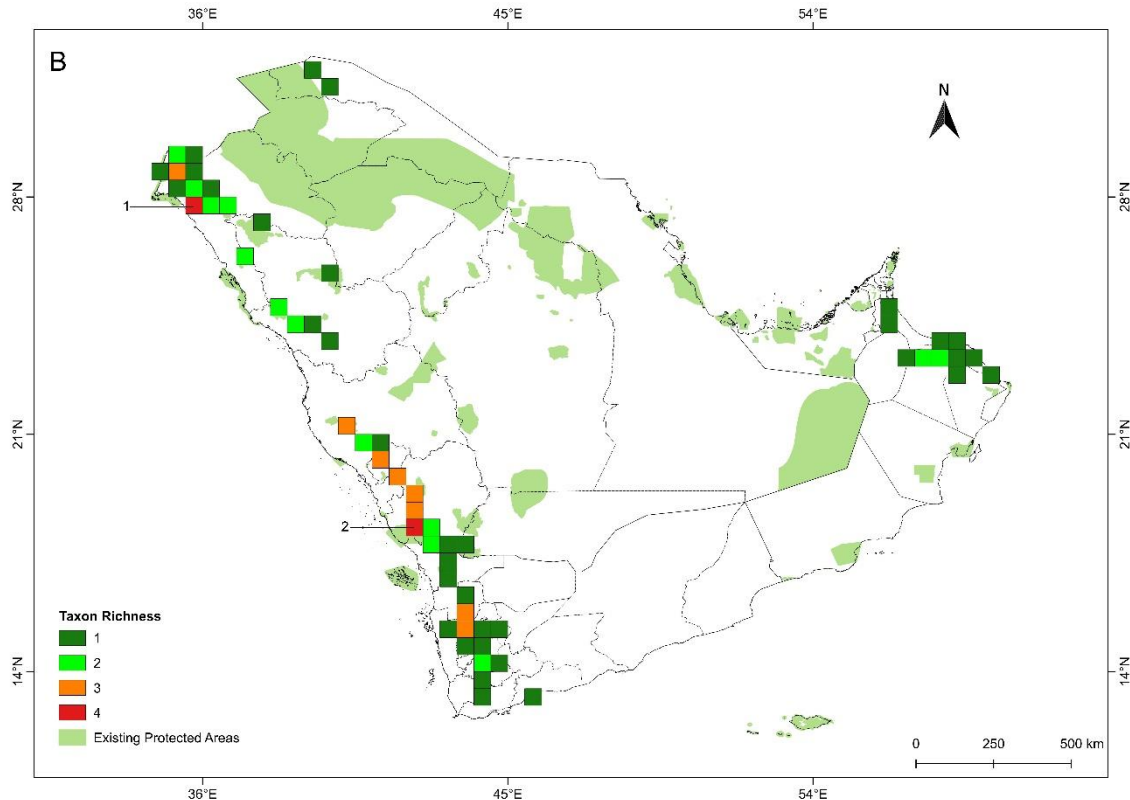 36°E 45°E 54°E
B
N
28°N 28°N
1
21°N 21°N
2
Taxon Richness
1
2
3
4
Existing Protected Areas
14°N 14°N
0 250 500 km
36°E 45°E 54°E